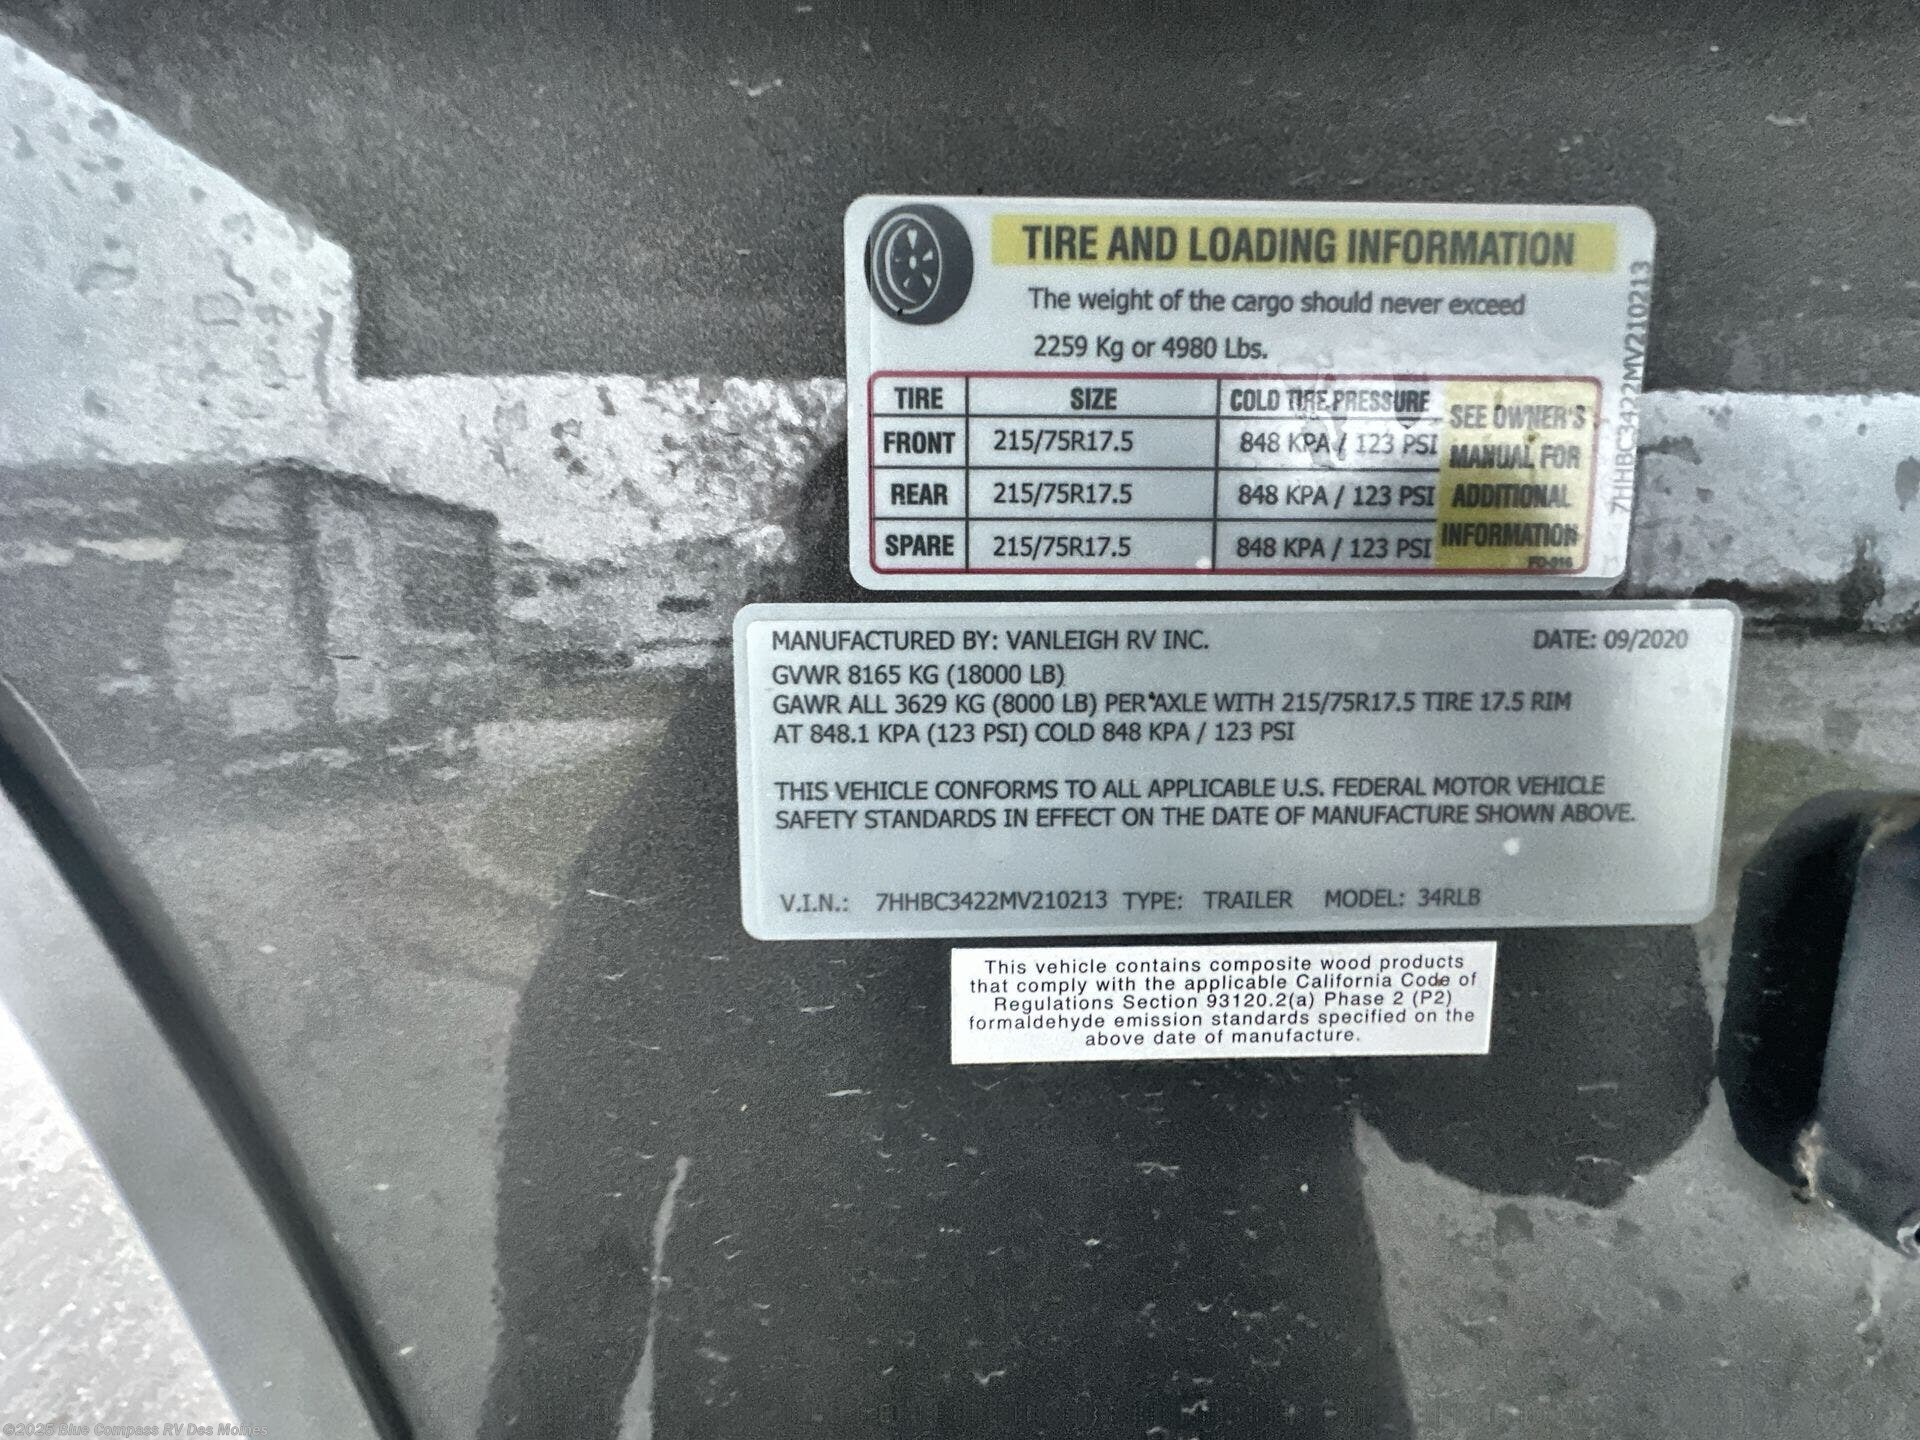 TIRE AND LOADING INFORMATION
The weight of the cargo should never exceed
2259 Kg or 4980 Lbs.
TIRE SIZE COLD TIRE PRESSURE
FRONT 215/75R17.5 848 KPA / 123 PSI
REAR 215/75R17.5 848 KPA / 123 PSI
SPARE 215/75R17.5 848 KPA / 123 PSI
SEE OWNER'S
MANUAL FOR
ADDITIONAL
INFORMATION
7HHBC3422MV210213
MANUFACTURED BY: VANLEIGH RV INC. DATE: 09/2020
GVWR 8165 KG (18000 LB)
GAWR ALL 3629 KG (8000 LB) PER AXLE WITH 215/75R17.5 TIRE 17.5 RIM
AT 848.1 KPA (123 PSI) COLD 848 KPA / 123 PSI
THIS VEHICLE CONFORMS TO ALL APPLICABLE U.S. FEDERAL MOTOR VEHICLE
SAFETY STANDARDS IN EFFECT ON THE DATE OF MANUFACTURE SHOWN ABOVE.
V.I.N.: 7HHBC3422MV210213 TYPE: TRAILER MODEL: 34RLB
This vehicle contains composite wood products
that comply with the applicable California Code of
Regulations Section 93120.2(a) Phase 2 (P2)
formaldehyde emission standards specified on the
above date of manufacture.
©2025 Blue Compass RV Des Moines